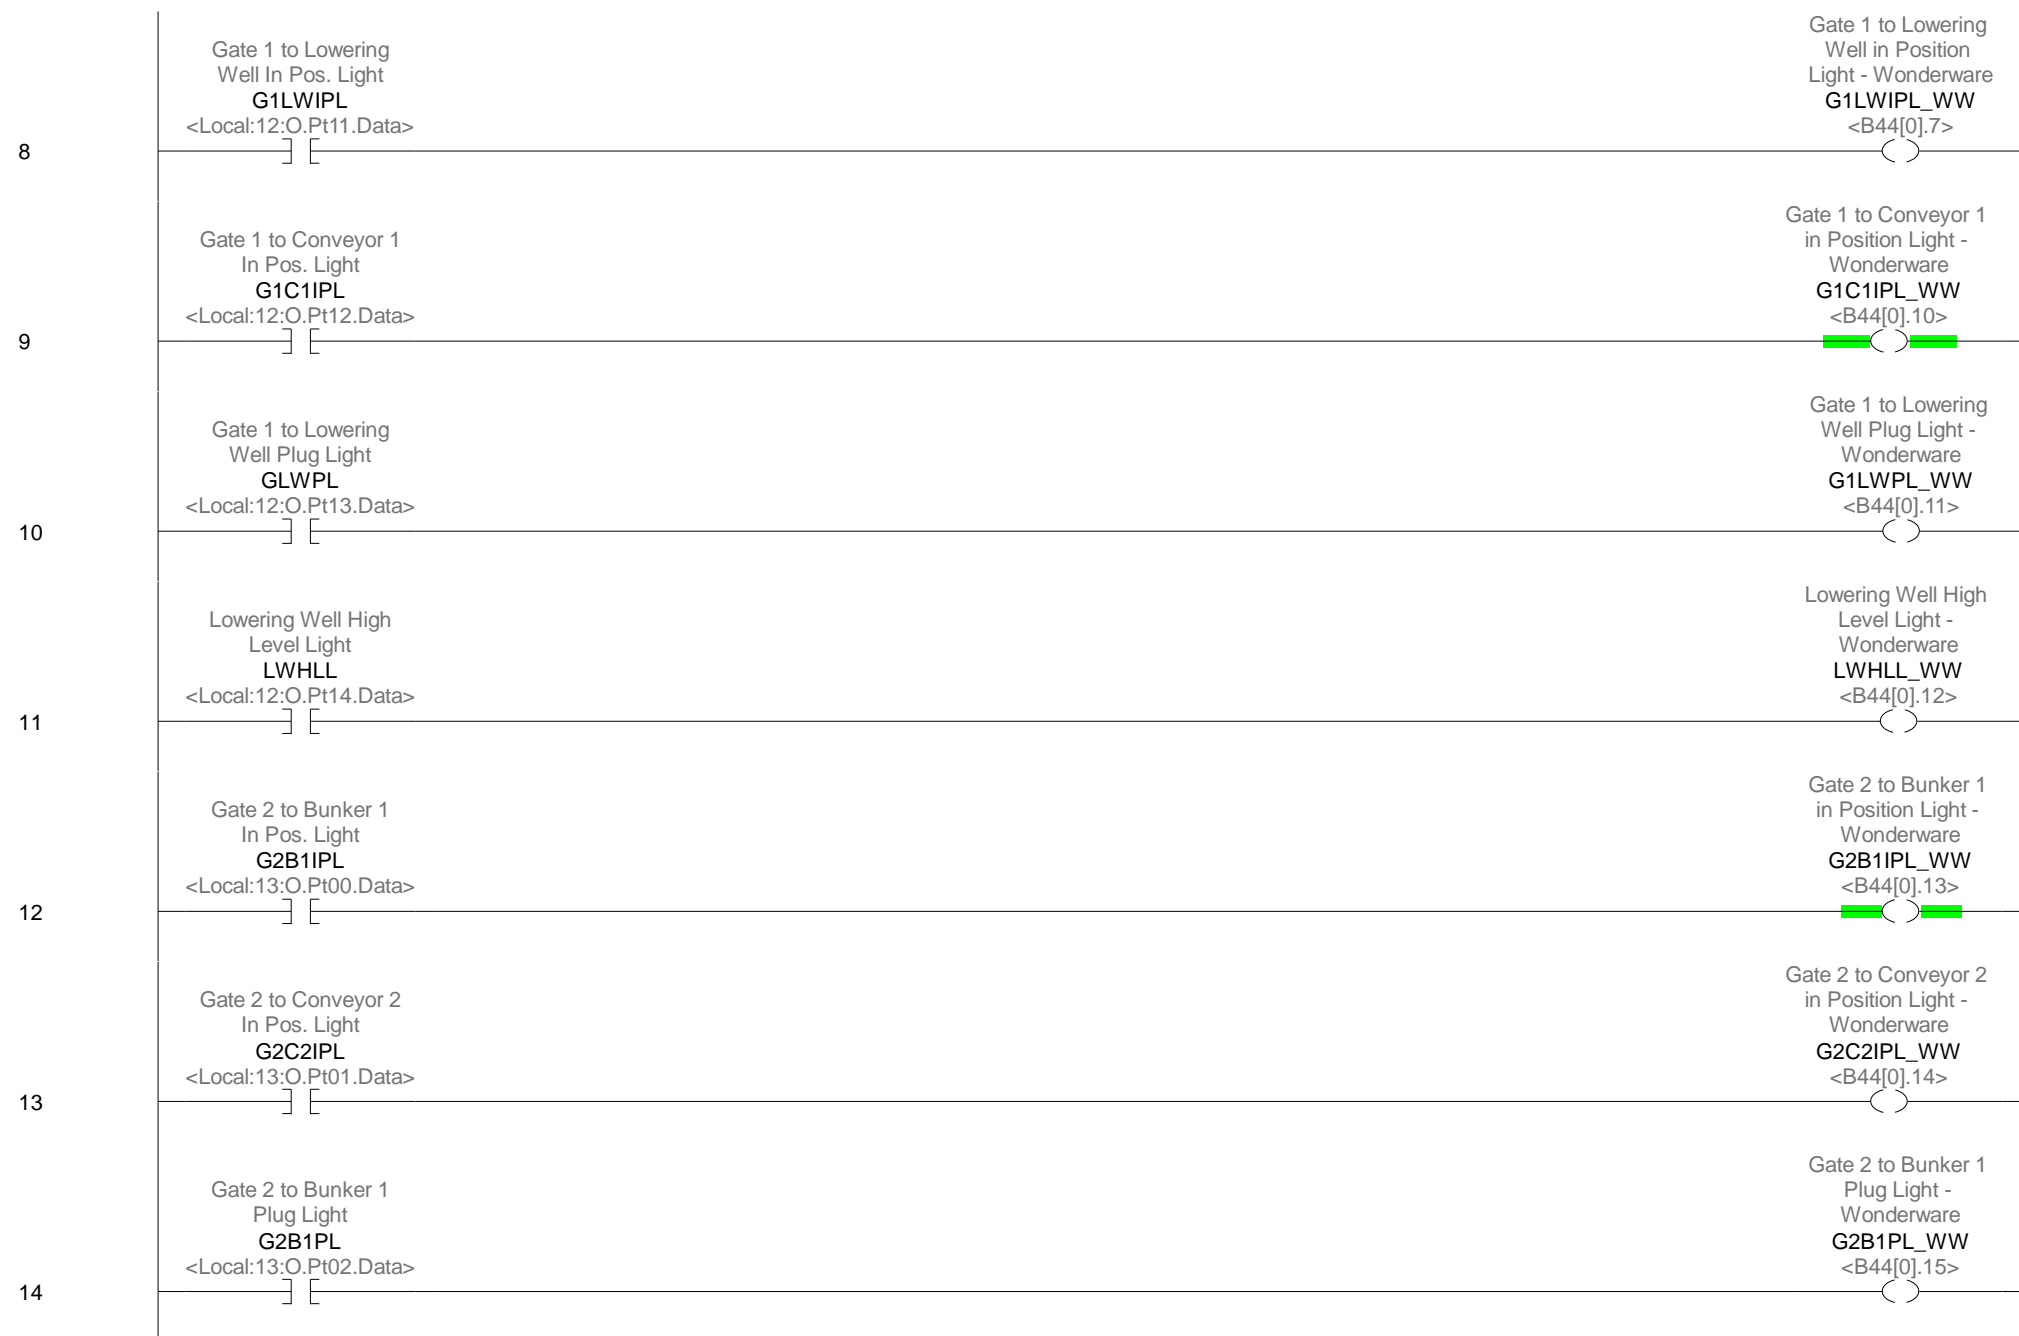 Gate 1 to Lowering
Well In Pos. Light
G1LWIPL
<Local:12:O.Pt11.Data>
Gate 1 to Lowering
Well in Position
Light - Wonderware
G1LWIPL_WW
<B44[0].7>
8
Gate 1 to Conveyor 1
In Pos. Light
G1C1IPL
<Local:12:O.Pt12.Data>
Gate 1 to Conveyor 1
in Position Light -
Wonderware
G1C1IPL_WW
<B44[0].10>
9
Gate 1 to Lowering
Well Plug Light
GLWPL
<Local:12:O.Pt13.Data>
Gate 1 to Lowering
Well Plug Light -
Wonderware
G1LWPL_WW
<B44[0].11>
10
Lowering Well High
Level Light
LWHLL
<Local:12:O.Pt14.Data>
Lowering Well High
Level Light -
Wonderware
LWHLL_WW
<B44[0].12>
11
Gate 2 to Bunker 1
In Pos. Light
G2B1IPL
<Local:13:O.Pt00.Data>
Gate 2 to Bunker 1
in Position Light -
Wonderware
G2B1IPL_WW
<B44[0].13>
12
Gate 2 to Conveyor 2
In Pos. Light
G2C2IPL
<Local:13:O.Pt01.Data>
Gate 2 to Conveyor 2
in Position Light -
Wonderware
G2C2IPL_WW
<B44[0].14>
13
Gate 2 to Bunker 1
Plug Light
G2B1PL
<Local:13:O.Pt02.Data>
Gate 2 to Bunker 1
Plug Light -
Wonderware
G2B1PL_WW
<B44[0].15>
14